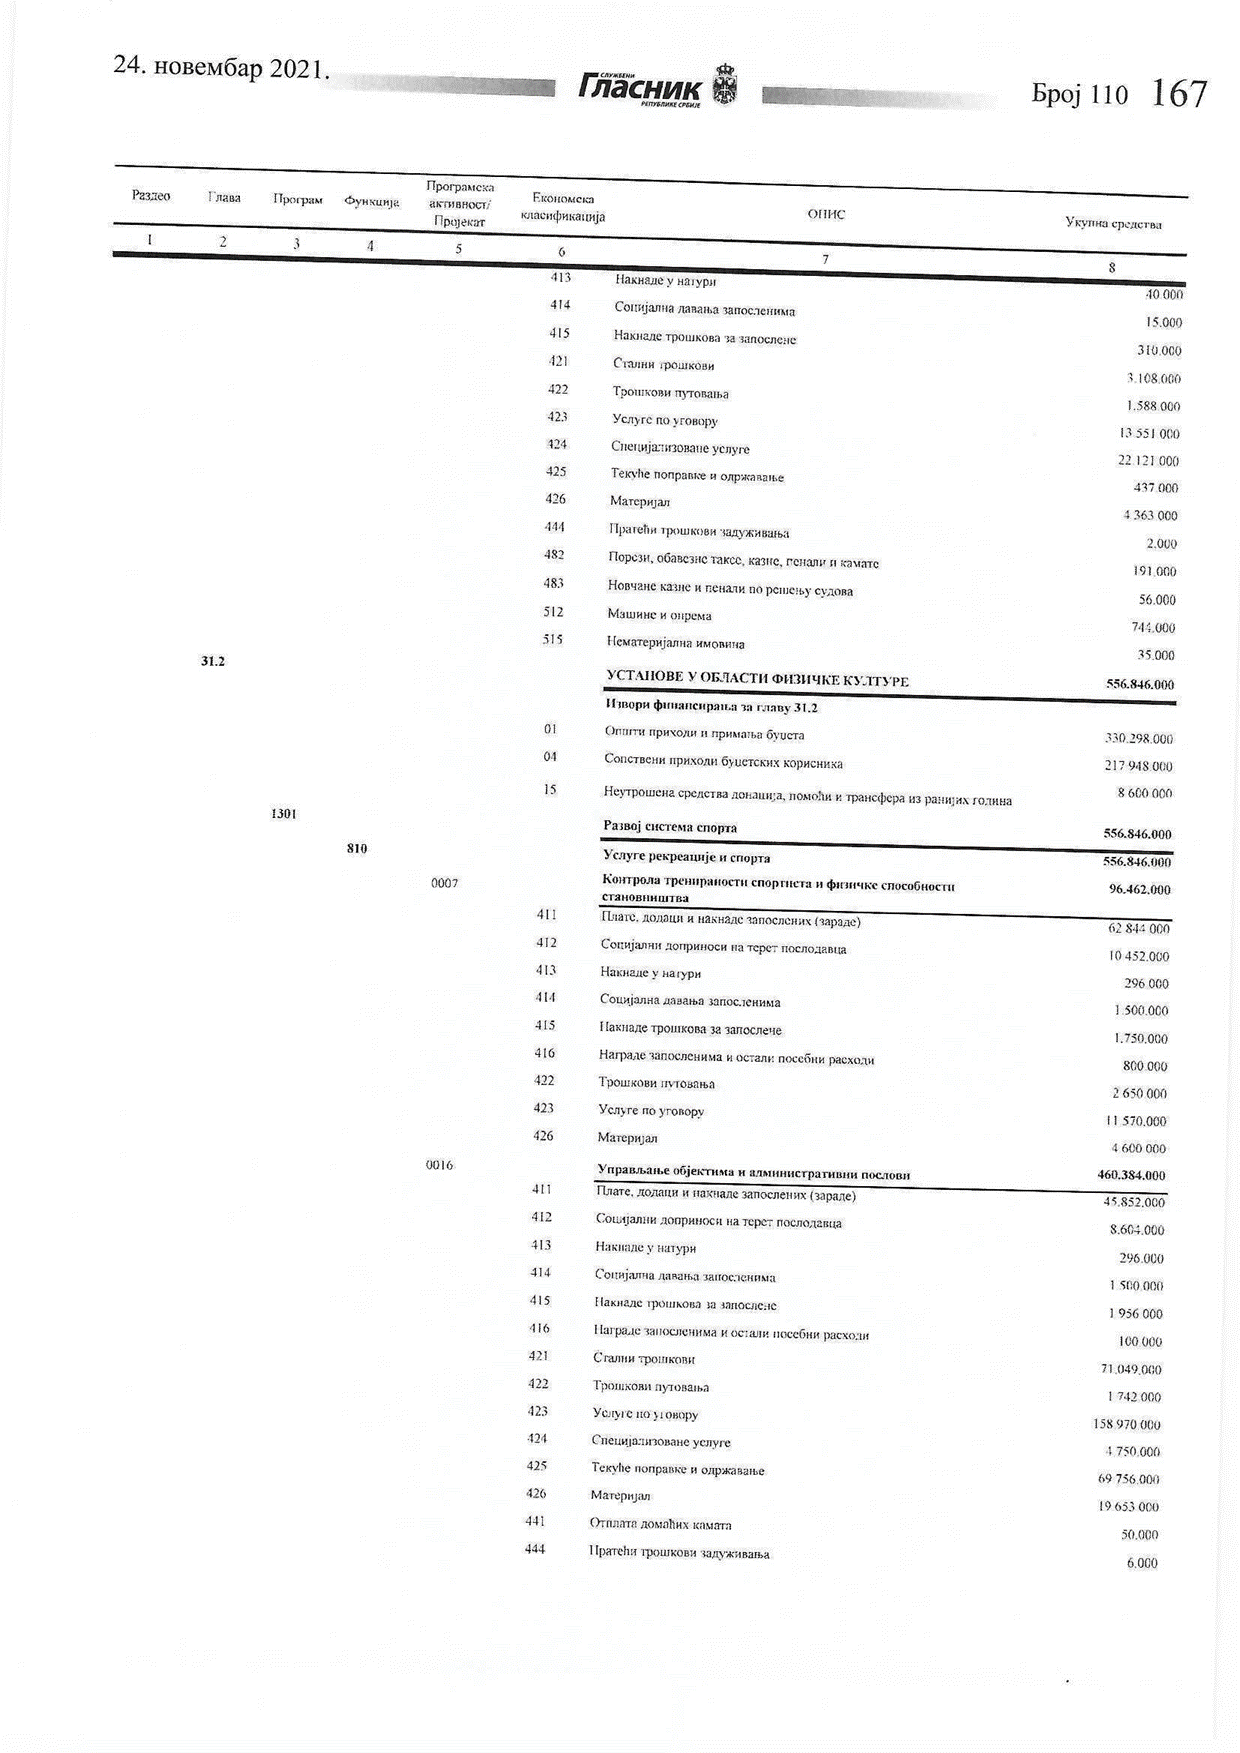 24. новембар 2021.
СЛУЖБЕНИ
ГЛАСНИК
РЕПУБЛИКЕ СРБИЈЕ
Број 110 167
Раздео Глава Програм Функција Програмска активност/ Пројекат Економска класификација ОПИС Укупна средства
1 2 3 4 5 6 7 8
413 Накнаде у натури 40.000
414 Социјална давања запосленима 15.000
415 Накнаде трошкова за запослене 310.000
421 Стални трошкови 3.108.000
422 Трошкови путовања 1.588.000
423 Услуге по уговору 13.551.000
424 Специјализоване услуге 22.121.000
425 Текуће поправке и одржавање 437.000
426 Материјал 4.363.000
444 Пратећи трошкови задуживања 2.000
482 Порези, обавезне таксе, казне, пенали и камате 191.000
483 Новчане казне и пенали по решењу судова 56.000
512 Машине и опрема 744.000
515 Нематеријална имовина 35.000
31.2 УСТАНОВЕ У ОБЛАСТИ ФИЗИЧКЕ КУЛТУРЕ 556.846.000
Извори финансирања за главу 31.2
01 Општи приходи и примања буџета 330.298.000
04 Сопствени приходи буџетских корисника 217.948.000
15 Неутрошена средства донација, помоћи и трансфера из ранијих година 8.600.000
1301 Развој система спорта 556.846.000
810 Услуге рекреације и спорта 556.846.000
0007 Контрола тренираности спортиста и физичке способности 96.462.000
становништва
411 Плате, додаци и накнаде запослених (зараде) 62.844.000
412 Социјални доприноси на терет послодавца 10.452.000
413 Накнаде у натури 296.000
414 Социјална давања запосленима 1.500.000
415 Накнаде трошкова за запослене 1.750.000
416 Награде запосленима и остали посебни расходи 800.000
422 Трошкови путовања 2.650.000
423 Услуге по уговору 11.570.000
426 Материјал 4.600.000
0016 Управљање објектима и административни послови 460.384.000
411 Плате, додаци и накнаде запослених (зараде) 45.852.000
412 Социјални доприноси на терет послодавца 8.604.000
413 Накнаде у натури 296.000
414 Социјална давања запосленима 1.500.000
415 Накнаде трошкова за запослене 1.956.000
416 Награде запосленима и остали посебни расходи 100.000
421 Стални трошкови 71.049.000
422 Трошкови путовања 1.742.000
423 Услуге по уговору 158.970.000
424 Специјализоване услуге 4.750.000
425 Текуће поправке и одржавање 69.756.000
426 Материјал 19.653.000
441 Отплата домаћих камата 50.000
444 Пратећи трошкови задуживања 6.000